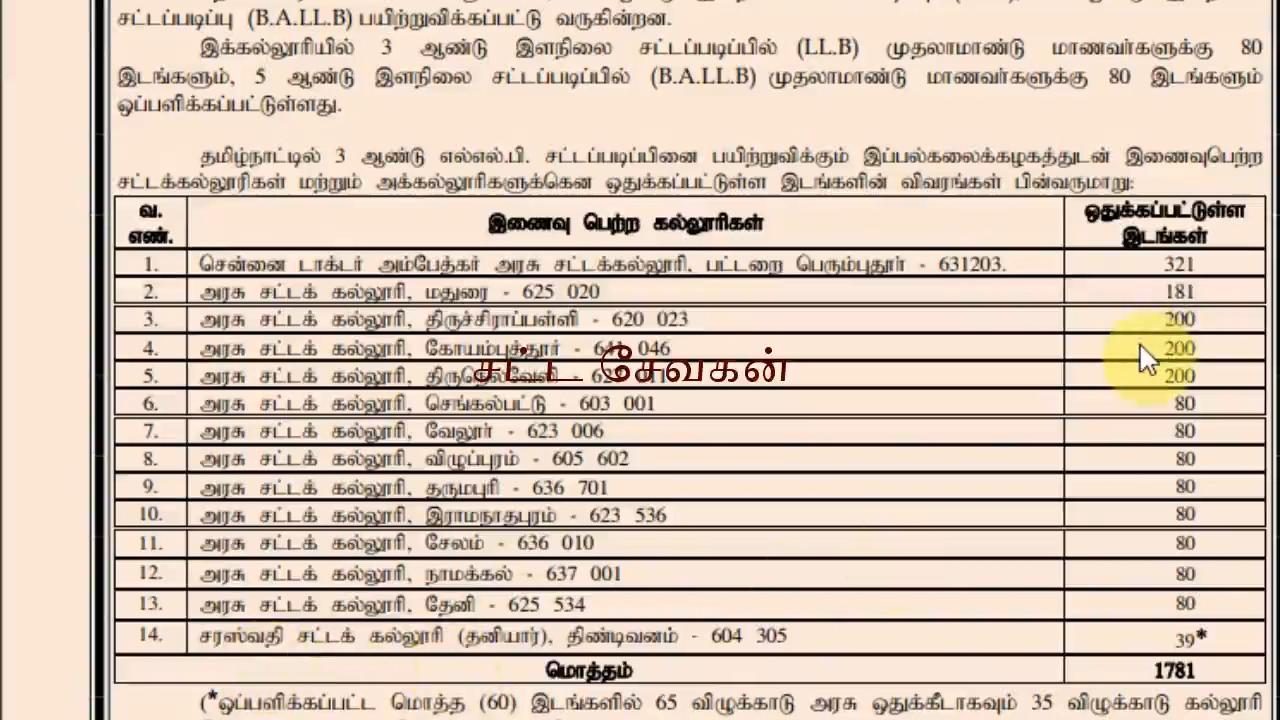 சட்டப்படிப்பு (B.A.LL.B) பயிற்றுவிக்கப்பட்டு வருகின்றன.
இக்கல்லூரியில் 3 ஆண்டு இளநிலை சட்டப்படிப்பில் (LL.B) முதலாமாண்டு மாணவர்களுக்கு 80
இடங்களும், 5 ஆண்டு இளநிலை சட்டப்படிப்பில் (B.A.LL.B) முதலாமாண்டு மாணவர்களுக்கு 80 இடங்களும்
ஒப்பளிக்கப்பட்டுள்ளது.
தமிழ்நாட்டில் 3 ஆண்டு எல்எல்.பி. சட்டப்படிப்பினை பயிற்றுவிக்கும் இப்பல்கலைக்கழகத்துடன் இணைவுபெற்ற
சட்டக்கல்லூரிகள் மற்றும் அக்கல்லூரிகளுக்கென ஒதுக்கப்பட்டுள்ள இடங்களின் விவரங்கள் பின்வருமாறு:
வ. எண். இணைவு பெற்ற கல்லூரிகள் ஒதுக்கப்பட்டுள்ள இடங்கள்
1. சென்னை டாக்டர் அம்பேத்கர் அரசு சட்டக்கல்லூரி, பட்டறை பெரும்புதூர் - 631203. 321
2. அரசு சட்டக் கல்லூரி, மதுரை - 625 020 181
3. அரசு சட்டக் கல்லூரி, திருச்சிராப்பள்ளி - 620 023 200
4. அரசு சட்டக் கல்லூரி, கோயம்புத்தூர் - 641 046 200
சட்ட சேவகன்
5. அரசு சட்டக் கல்லூரி, திருநெல்வேலி - 200
6. அரசு சட்டக் கல்லூரி, செங்கல்பட்டு - 603 001 80
7. அரசு சட்டக் கல்லூரி, வேலூர் - 623 006 80
8. அரசு சட்டக் கல்லூரி, விழுப்புரம் - 605 602 80
9. அரசு சட்டக் கல்லூரி, தருமபுரி - 636 701 80
10. அரசு சட்டக் கல்லூரி, இராமநாதபுரம் - 623 536 80
11. அரசு சட்டக் கல்லூரி, சேலம் - 636 010 80
12. அரசு சட்டக் கல்லூரி, நாமக்கல் - 637 001 80
13. அரசு சட்டக் கல்லூரி, தேனி - 625 534 80
14. சரஸ்வதி சட்டக் கல்லூரி (தனியார்), திண்டிவனம் - 604 305 39*
மொத்தம் 1781
(*ஒப்பளிக்கப்பட்ட மொத்த (60) இடங்களில் 65 விழுக்காடு அரசு ஒதுக்கீடாகவும் 35 விழுக்காடு கல்லூரி